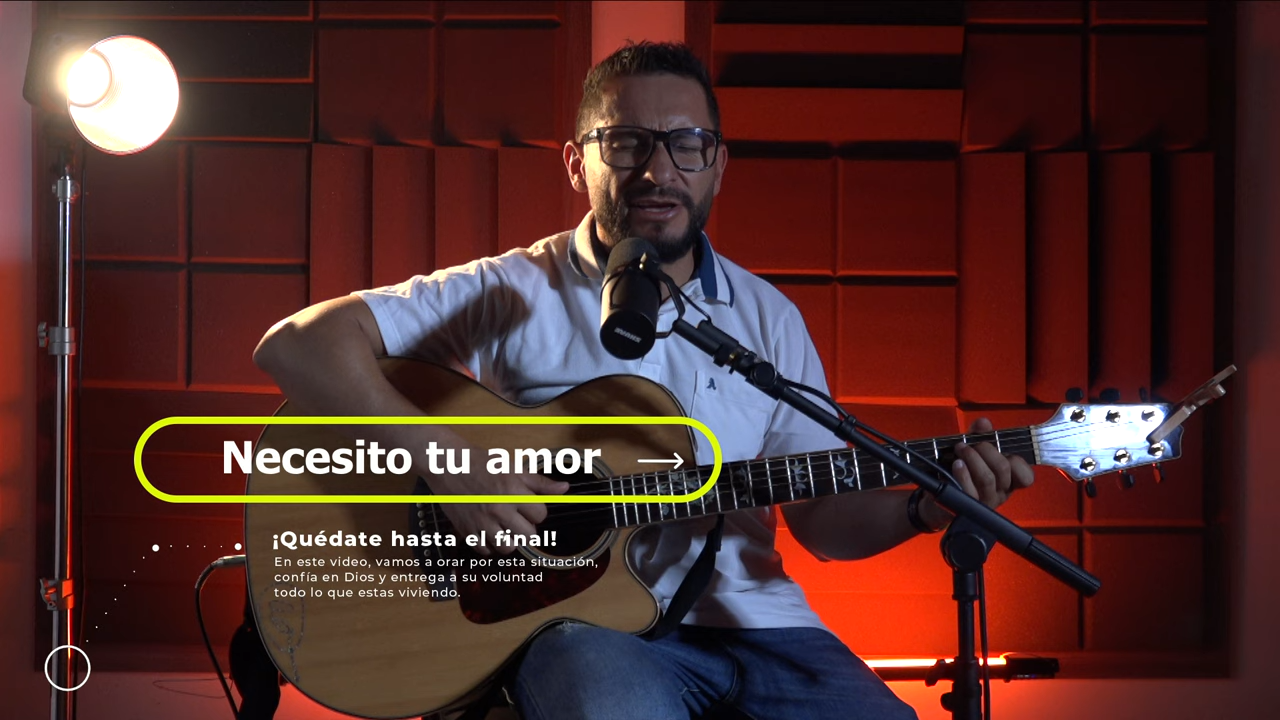 SHURE
Necesito tu amor
¡Quédate hasta el final!
En este video, vamos a orar por esta situación,
confía en Dios y entrega a su voluntad
todo lo que estas viviendo.